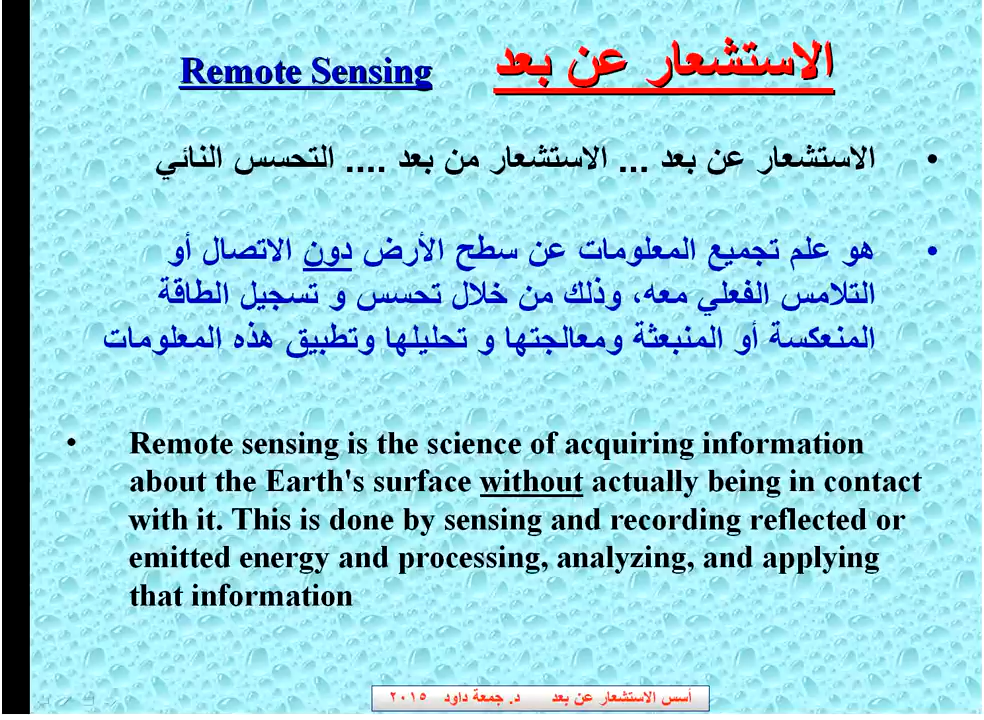 الاستشعار عن بعد Remote Sensing
• الاستشعار عن بعد ... الاستشعار من بعد .... التحسس النائي
• هو علم تجميع المعلومات عن سطح الأرض دون الاتصال أو
التلامس الفعلي معه، وذلك من خلال تحسس و تسجيل الطاقة
المنعكسة أو المنبعثة ومعالجتها و تحليلها وتطبيق هذه المعلومات
• Remote sensing is the science of acquiring information
about the Earth's surface without actually being in contact
with it. This is done by sensing and recording reflected or
emitted energy and processing, analyzing, and applying
that information
أسس الاستشعار عن بعد د. جمعة داود ٢٠١٥